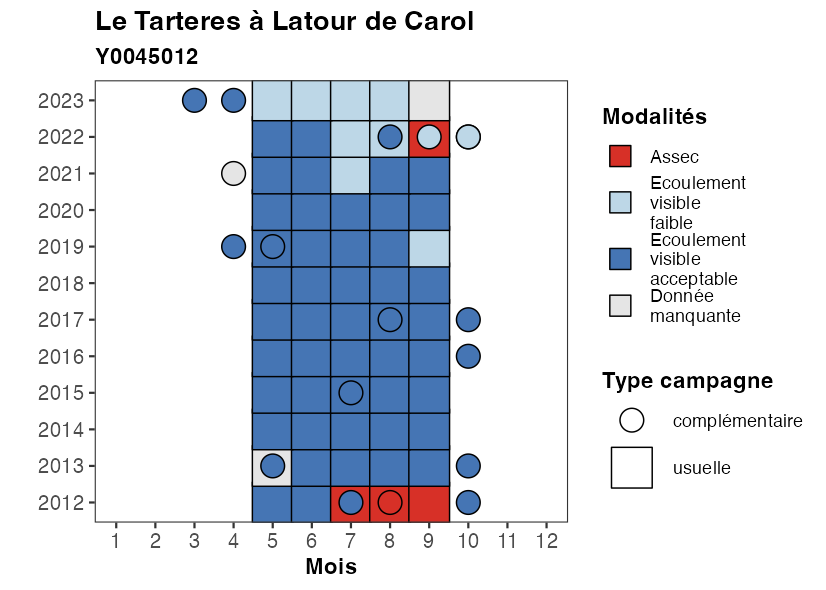 Le Tarteres à Latour de Carol
Y0045012
2023
2022
2021
2020
2019
2018
2017
2016
2015
2014
2013
2012
1 2 3 4 5 6 7 8 9 10 11 12
Mois
Modalités
Assec
Ecoulement
visible
faible
Ecoulement
visible
acceptable
Donnée
manquante
Type campagne
complémentaire
usuelle